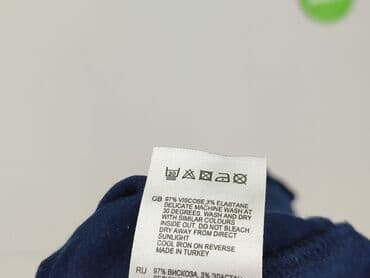 GB 97% VISCOSE,3% ELASTANE
DELICATE MACHINE WASH AT
30 DEGREES. WASH AND DRY
WITH SIMILAR COLOURS
INSIDE OUT. DO NOT BLEACH
DRY AWAY FROM DIRECT
SUNLIGHT
COOL IRON ON REVERSE
MADE IN TURKEY
RU 97% ВИСКОЗА, 3% ЭЛАСТАН